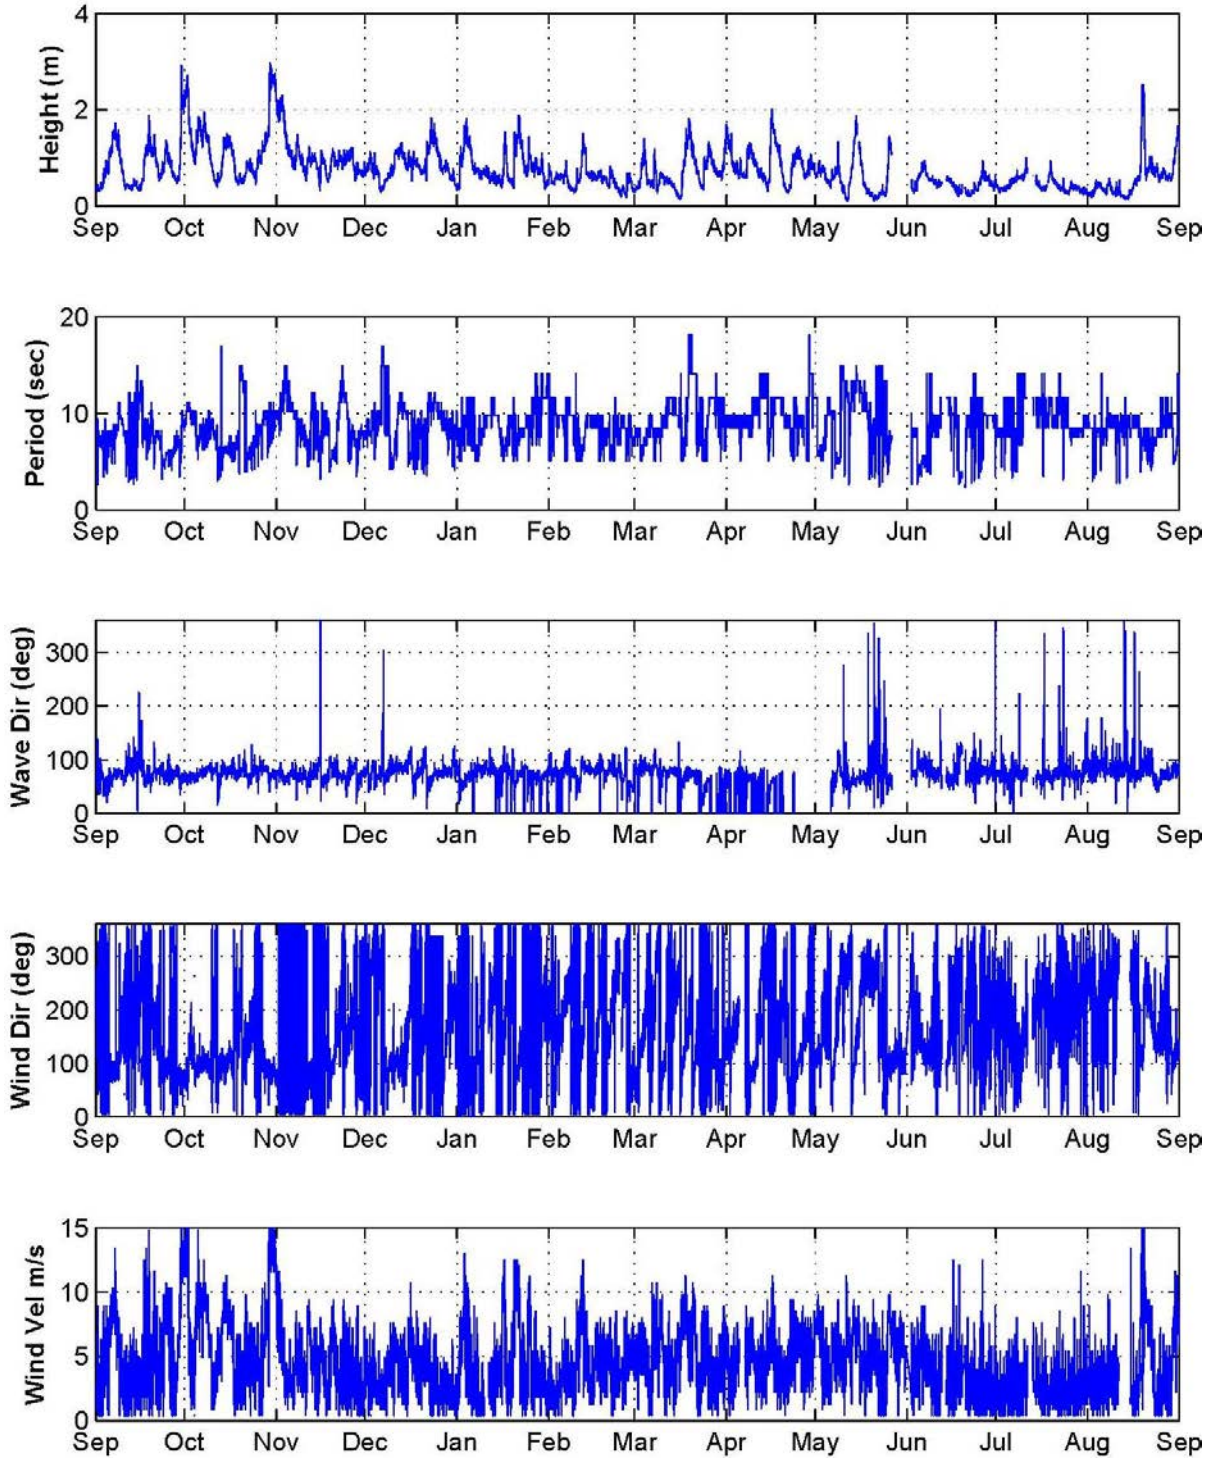 Height (m)
4
2
0
Sep Oct Nov Dec Jan Feb Mar Apr May Jun Jul Aug Sep
Period (sec)
20
10
0
Sep Oct Nov Dec Jan Feb Mar Apr May Jun Jul Aug Sep
Wave Dir (deg)
300
200
100
0
Sep Oct Nov Dec Jan Feb Mar Apr May Jun Jul Aug Sep
Wind Dir (deg)
300
200
100
0
Sep Oct Nov Dec Jan Feb Mar Apr May Jun Jul Aug Sep
Wind Vel m/s
15
10
5
0
Sep Oct Nov Dec Jan Feb Mar Apr May Jun Jul Aug Sep